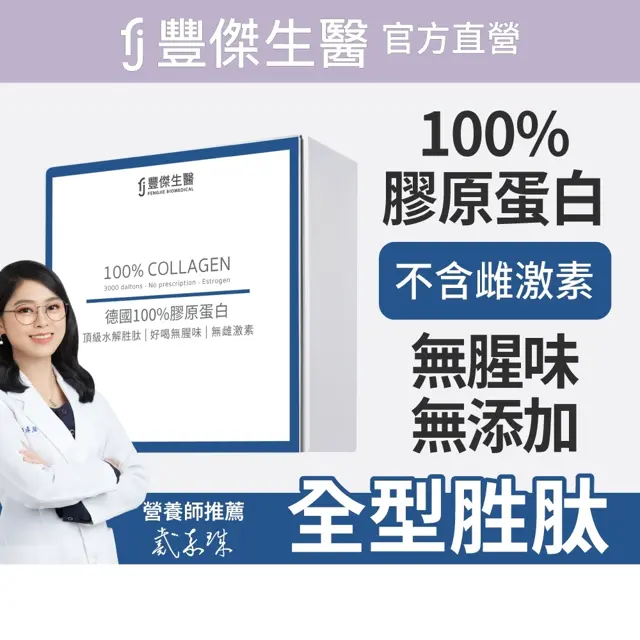 fj 豐傑生醫 官方直營
fj 豐傑生醫
FENGJIE BIOMEDICAL
100% COLLAGEN
3000 daltons · No prescription · Estrogen
德國100%膠原蛋白
頂級水解胜肽 | 好喝無腥味 | 無雌激素
100%
膠原蛋白
不含雌激素
無腥味
無添加
營養師推薦
全型胜肽